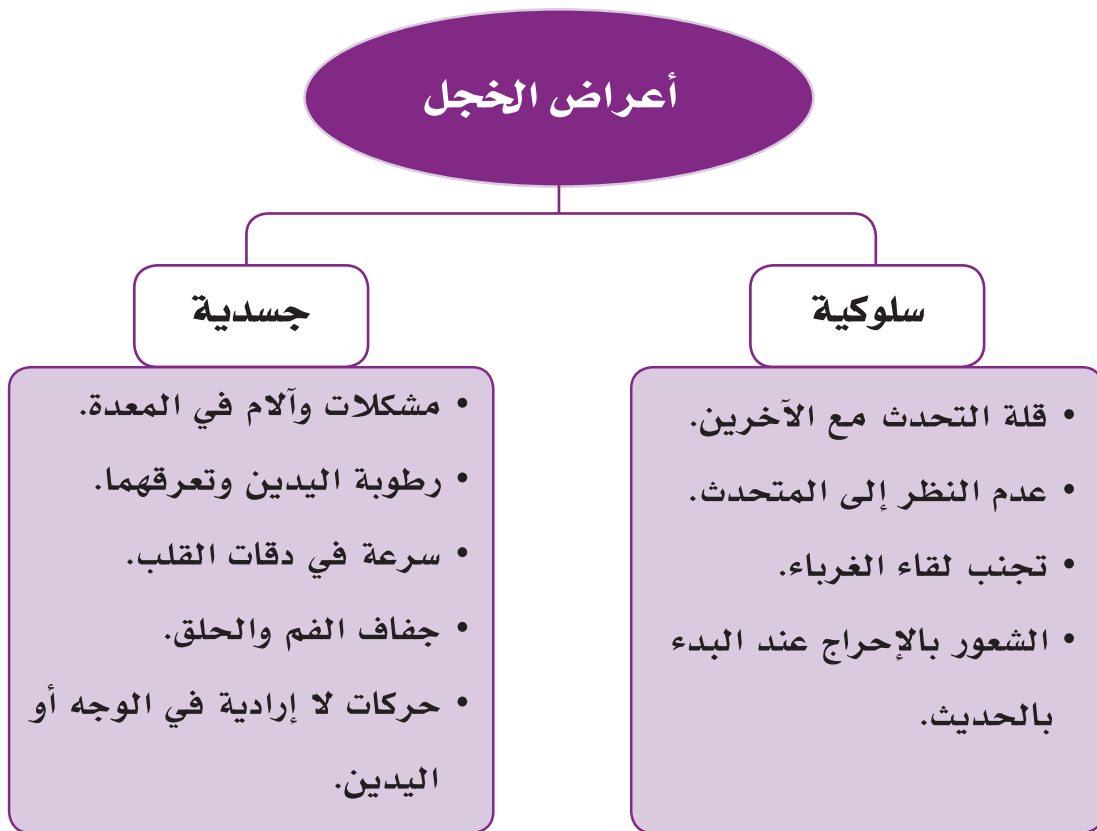 أعراض الخجل
سلوكية
• قلة التحدث مع الآخرين.
• عدم النظر إلى المتحدث.
• تجنب لقاء الغرباء.
• الشعور بالإحراج عند البدء
بالحديث.
جسدية
• مشكلات وآلام في المعدة.
• رطوبة اليدين وتعرقهما.
• سرعة في دقات القلب.
• جفاف الفم والحلق.
• حركات لا إرادية في الوجه أو
اليدين.